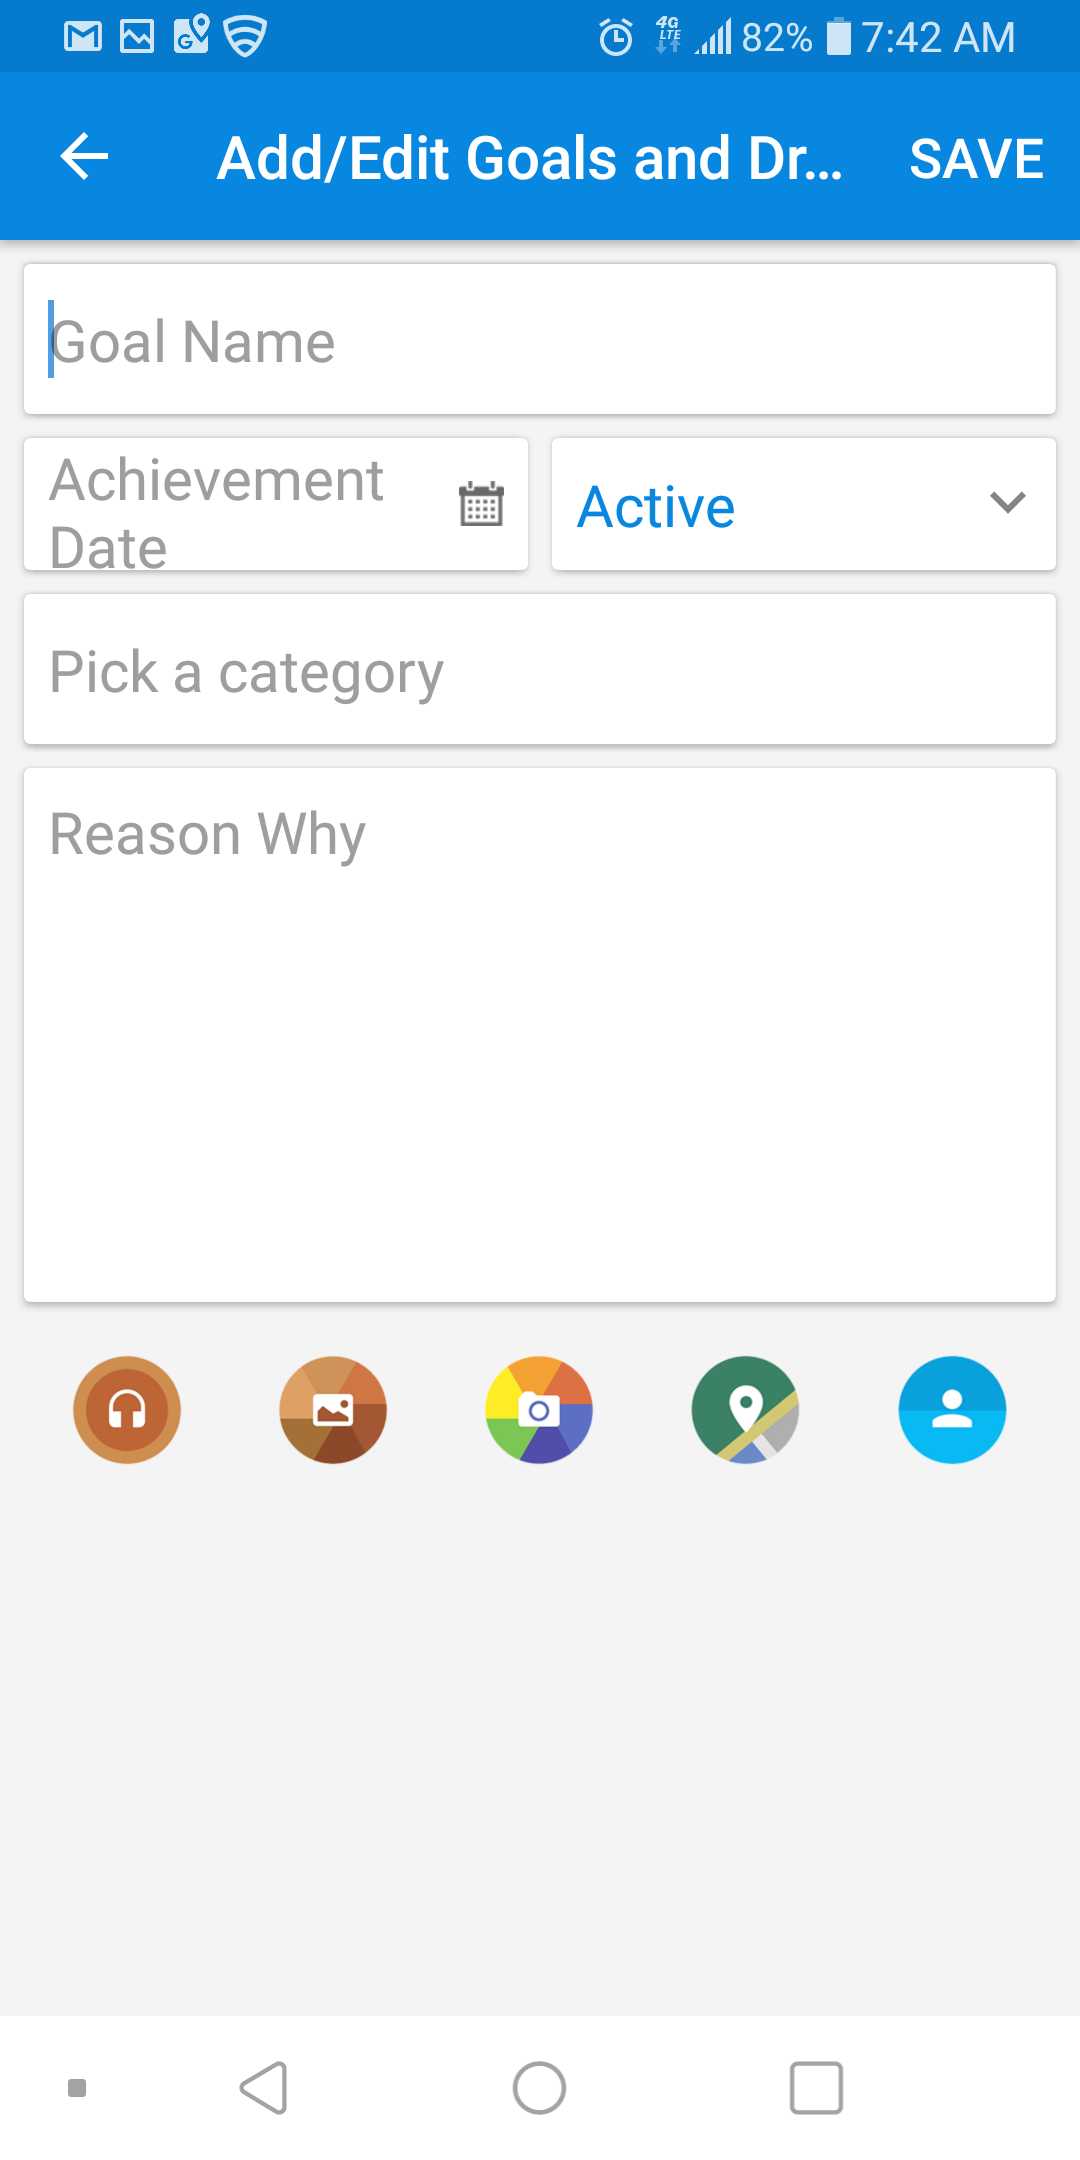 4G LTE 82% 7:42 AM
Add/Edit Goals and Dr... SAVE
Goal Name
Achievement
Date
Active
Pick a category
Reason Why